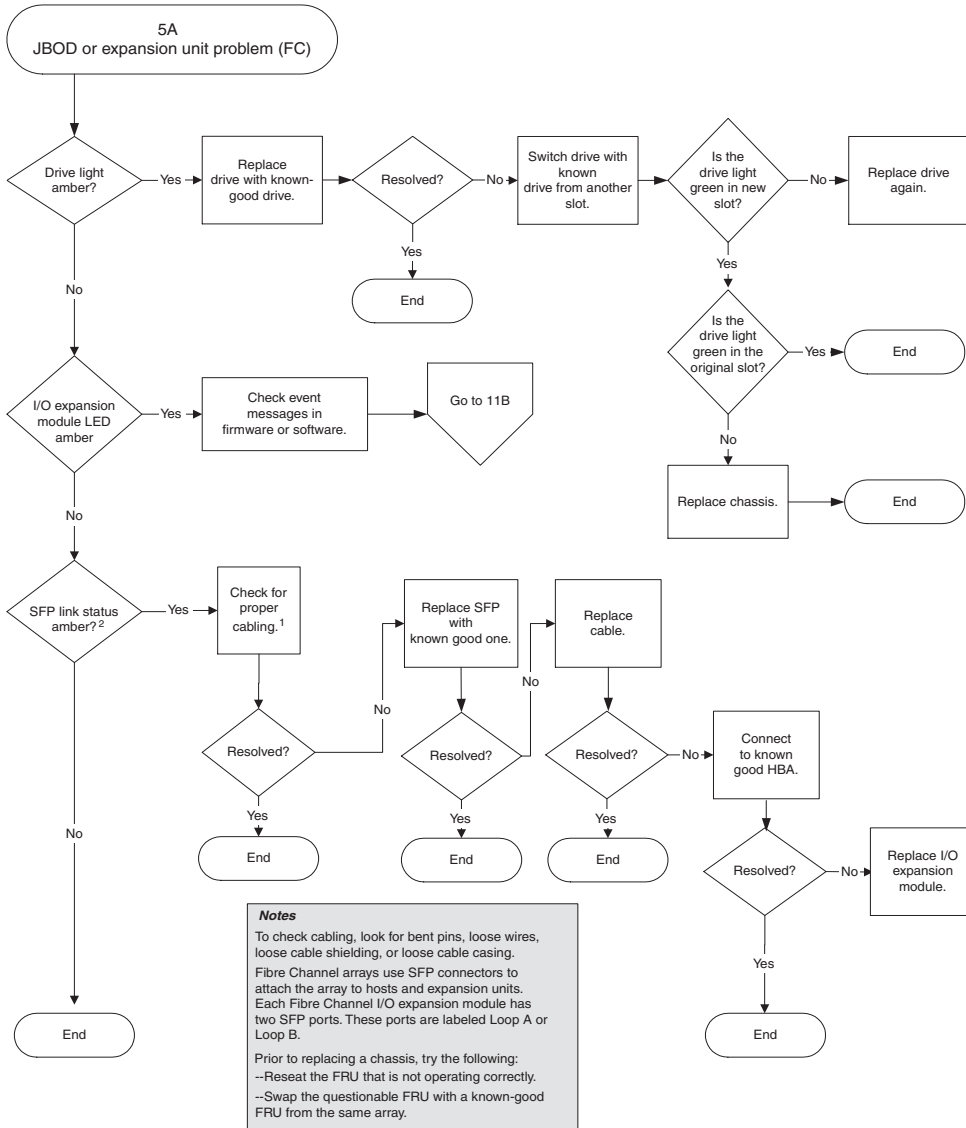 5A
JBOD or expansion unit problem (FC)
Drive light
amber?
Yes
Replace
drive with known-
good drive.
Resolved?
No
Switch drive with
known
drive from another
slot.
Is the
drive light
green in new
slot?
No
Replace drive
again.
Yes
End
Yes
Is the
drive light
green in the
original slot?
Yes
End
No
Replace chassis.
End
No
I/O expansion
module LED
amber
Yes
Check event
messages in
firmware or software.
Go to 11B
No
SFP link status
amber?2
Yes
Check for
proper
cabling.1
Resolved?
No
Yes
End
Replace SFP
with
known good one.
Resolved?
No
Yes
End
Replace
cable.
Resolved?
No
Yes
End
Connect
to known
good HBA.
Resolved?
No
Replace I/O
expansion
module.
Yes
End
No
End
Notes
To check cabling, look for bent pins, loose wires,
loose cable shielding, or loose cable casing.
Fibre Channel arrays use SFP connectors to
attach the array to hosts and expansion units.
Each Fibre Channel I/O expansion module has
two SFP ports. These ports are labeled Loop A or
Loop B.
Prior to replacing a chassis, try the following:
--Reseat the FRU that is not operating correctly.
--Swap the questionable FRU with a known-good
FRU from the same array.